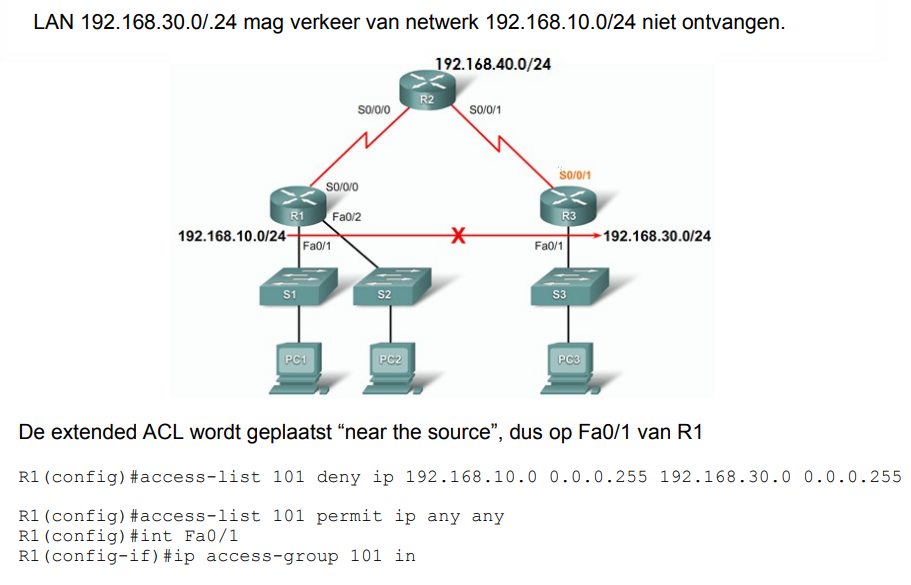 LAN 192.168.30.0/.24 mag verkeer van netwerk 192.168.10.0/24 niet ontvangen.
192.168.40.0/24
R2
S0/0/0
S0/0/1
S0/0/1
S0/0/0
R1
Fa0/2
R3
192.168.10.0/24
X
192.168.30.0/24
Fa0/1
Fa0/1
S1
S2
S3
PC1
PC2
PC3
De extended ACL wordt geplaatst “near the source”, dus op Fa0/1 van R1
R1(config)#access-list 101 deny ip 192.168.10.0 0.0.0.255 192.168.30.0 0.0.0.255
R1(config)#access-list 101 permit ip any any
R1(config)#int Fa0/1
R1(config-if)#ip access-group 101 in